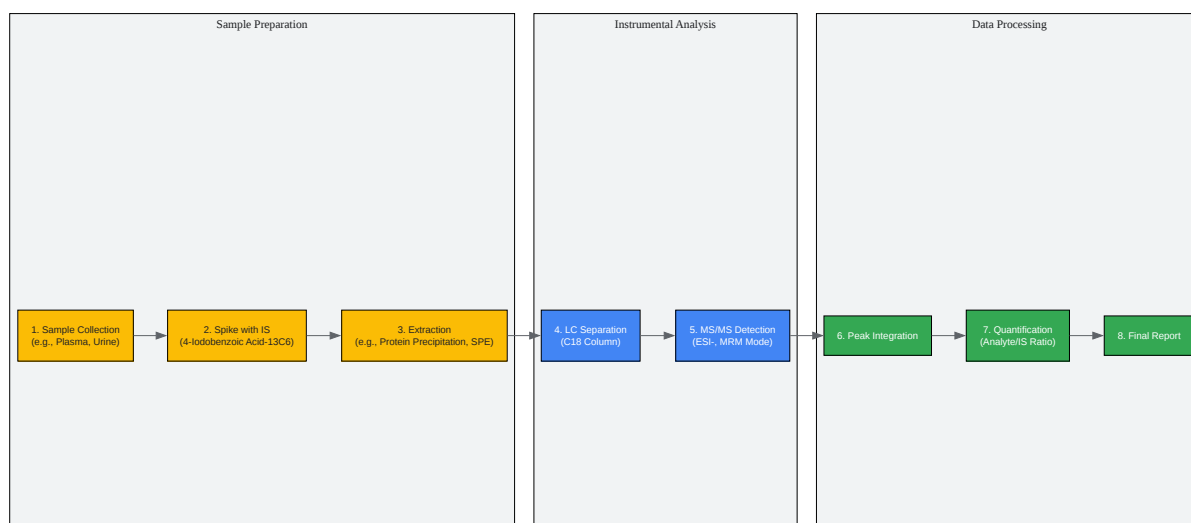 Sample Preparation
Instrumental Analysis
Data Processing
1. Sample Collection
(e.g., Plasma, Urine)
2. Spike with IS
(4-Iodobenzoic Acid-13C6)
3. Extraction
(e.g., Protein Precipitation, SPE)
4. LC Separation
(C18 Column)
5. MS/MS Detection
(ESI-, MRM Mode)
6. Peak Integration
7. Quantification
(Analyte/IS Ratio)
8. Final Report